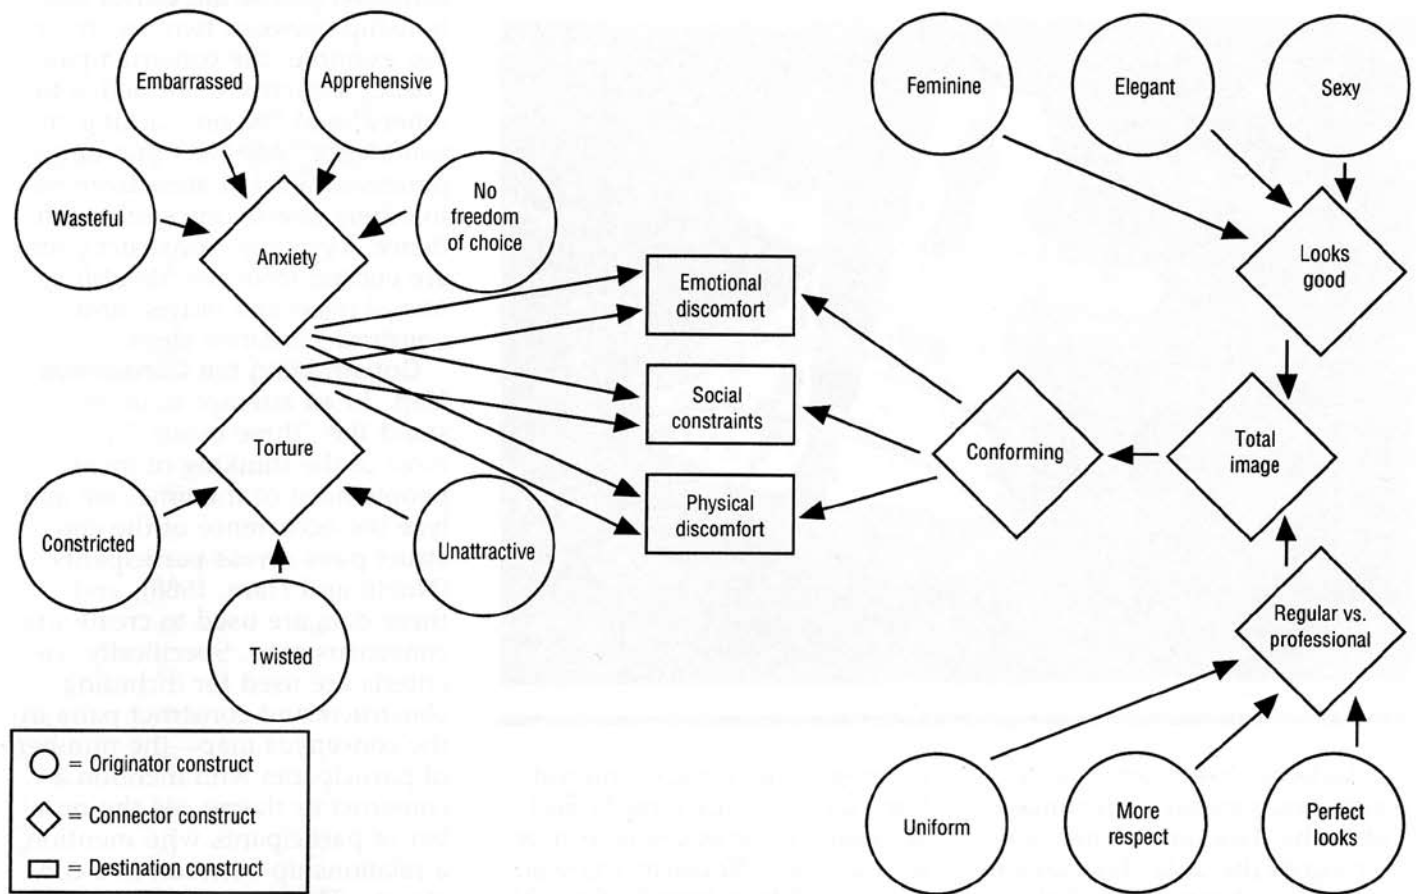 Embarrassed
Apprehensive
Wasteful
No
freedom
of choice
Anxiety
Torture
Constricted
Twisted
Unattractive
Emotional
discomfort
Social
constraints
Physical
discomfort
Feminine
Elegant
Sexy
Looks
good
Total
image
Conforming
Regular vs.
professional
Uniform
More
respect
Perfect
looks
= Originator construct
= Connector construct
= Destination construct